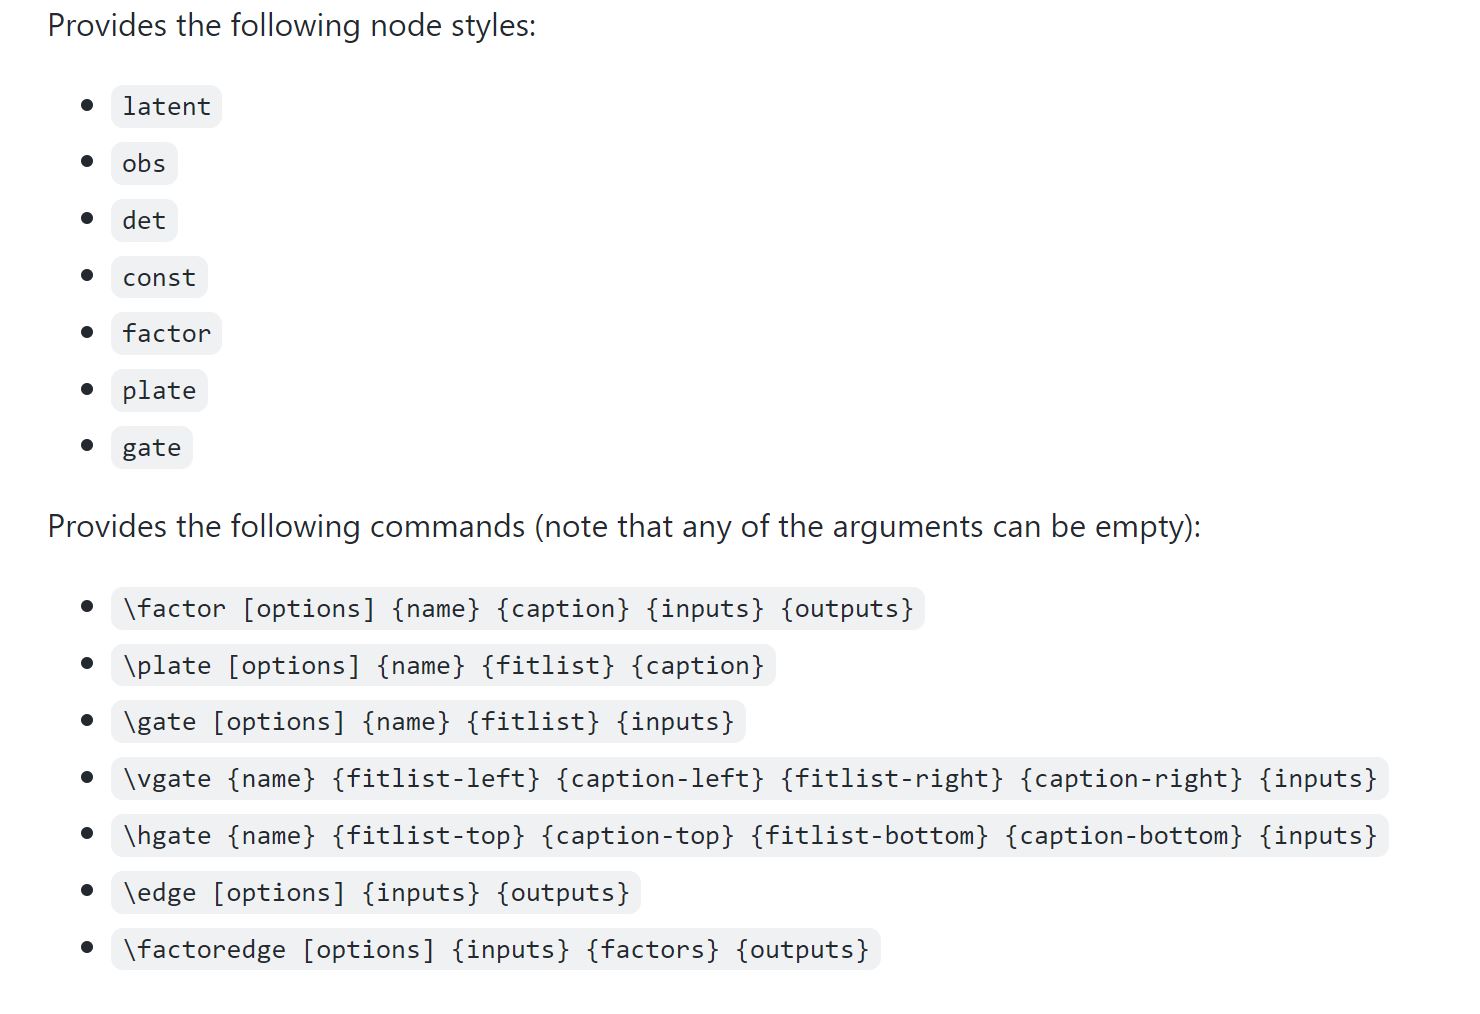 Provides the following node styles:
latent
obs
det
const
factor
plate
gate
Provides the following commands (note that any of the arguments can be empty):
\factor [options] {name} {caption} {inputs} {outputs}
\plate [options] {name} {fitlist} {caption}
\gate [options] {name} {fitlist} {inputs}
\vgate {name} {fitlist-left} {caption-left} {fitlist-right} {caption-right} {inputs}
\hgate {name} {fitlist-top} {caption-top} {fitlist-bottom} {caption-bottom} {inputs}
\edge [options] {inputs} {outputs}
\factoredge [options] {inputs} {factors} {outputs}